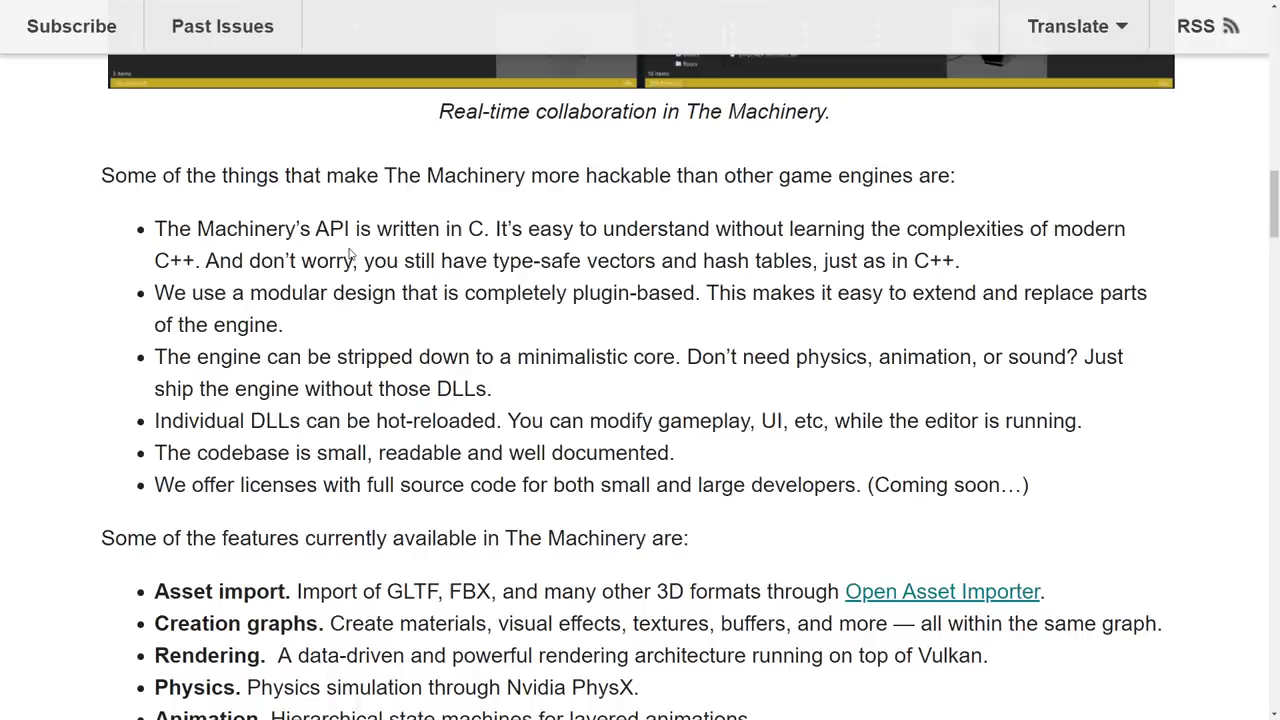 Subscribe
Past Issues
Translate
RSS
Real-time collaboration in The Machinery.
Some of the things that make The Machinery more hackable than other game engines are:
The Machinery’s API is written in C. It’s easy to understand without learning the complexities of modern
C++. And don’t worry, you still have type-safe vectors and hash tables, just as in C++.
We use a modular design that is completely plugin-based. This makes it easy to extend and replace parts
of the engine.
The engine can be stripped down to a minimalistic core. Don’t need physics, animation, or sound? Just
ship the engine without those DLLs.
Individual DLLs can be hot-reloaded. You can modify gameplay, UI, etc, while the editor is running.
The codebase is small, readable and well documented.
We offer licenses with full source code for both small and large developers. (Coming soon…)
Some of the features currently available in The Machinery are:
Asset import. Import of GLTF, FBX, and many other 3D formats through Open Asset Importer.
Creation graphs. Create materials, visual effects, textures, buffers, and more — all within the same graph.
Rendering. A data-driven and powerful rendering architecture running on top of Vulkan.
Physics. Physics simulation through Nvidia PhysX.
Animation. Hierarchical state machines for layered animations.